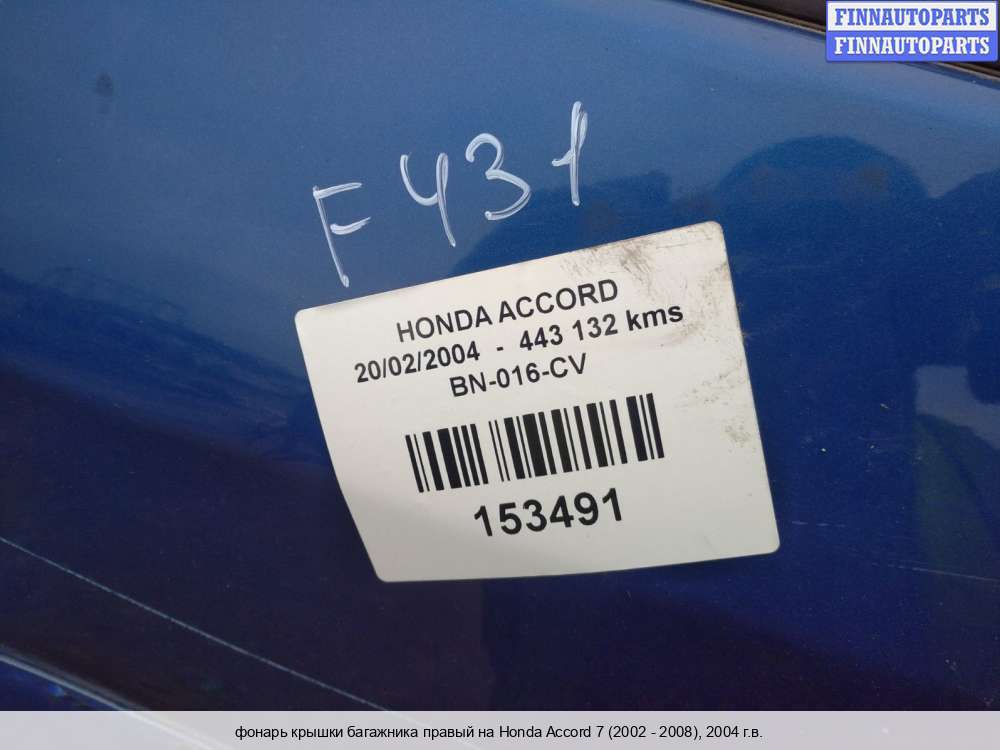 FINNAUTOPARTS
FINNAUTOPARTS
F431
HONDA ACCORD
20/02/2004 - 443 132 kms
BN-016-CV
153491
фонарь крышки багажника правый на Honda Accord 7 (2002 - 2008), 2004 г.в.